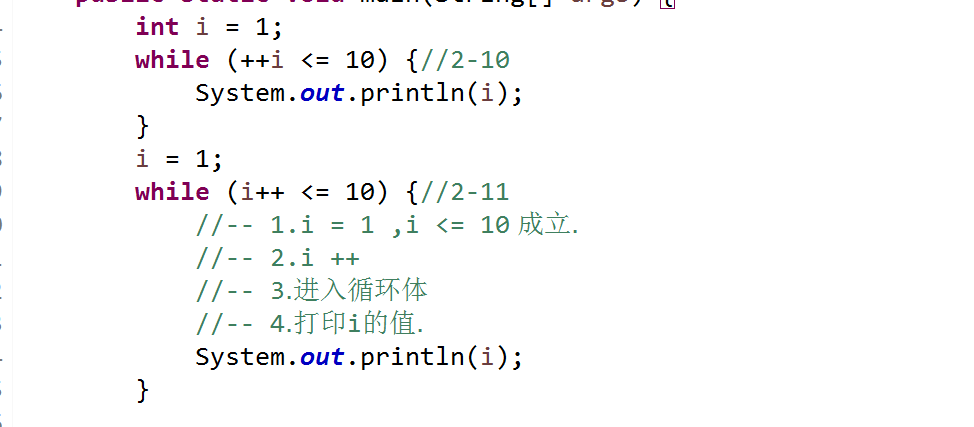 public static void main(String[] args) {
int i = 1;
while (++i <= 10) {//2-10
System.out.println(i);
}
i = 1;
while (i++ <= 10) {//2-11
//-- 1.i = 1 ,i <= 10 成立.
//-- 2.i ++
//-- 3.进入循环体
//-- 4.打印i的值.
System.out.println(i);
}